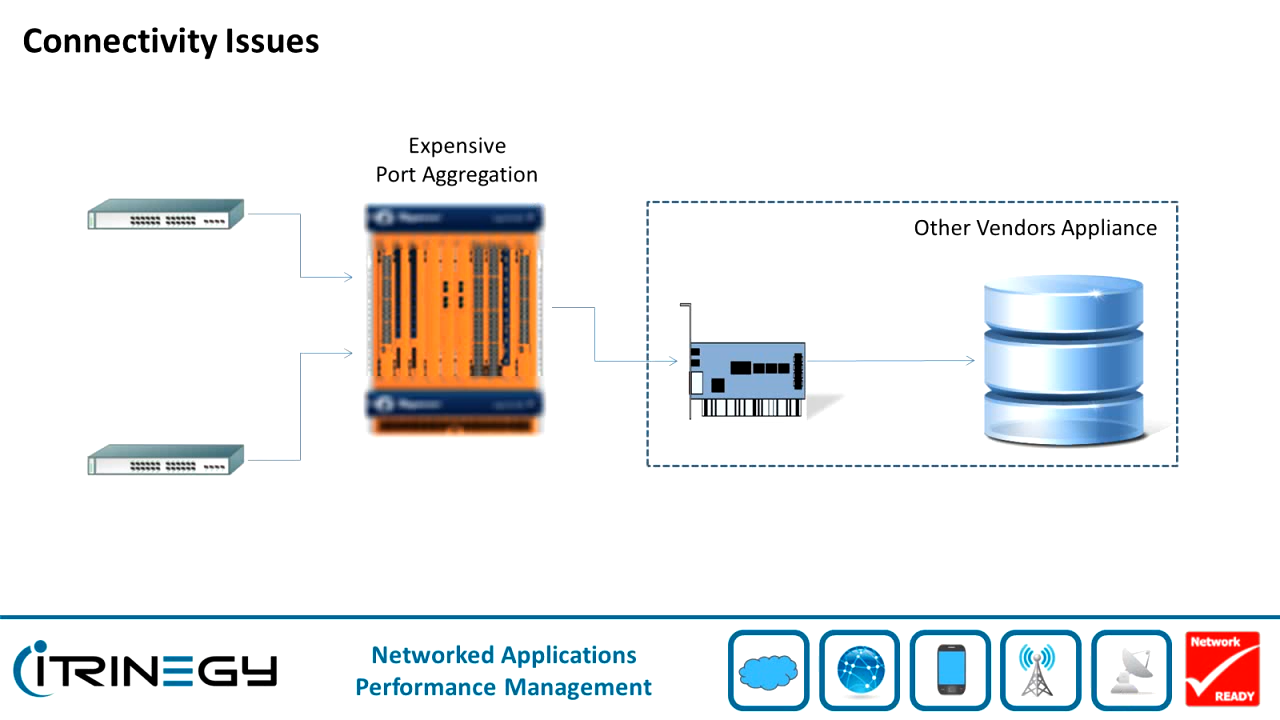 Connectivity Issues
Expensive
Port Aggregation
Other Vendors Appliance
iTRINEGY
Networked Applications
Performance Management
Network
READY